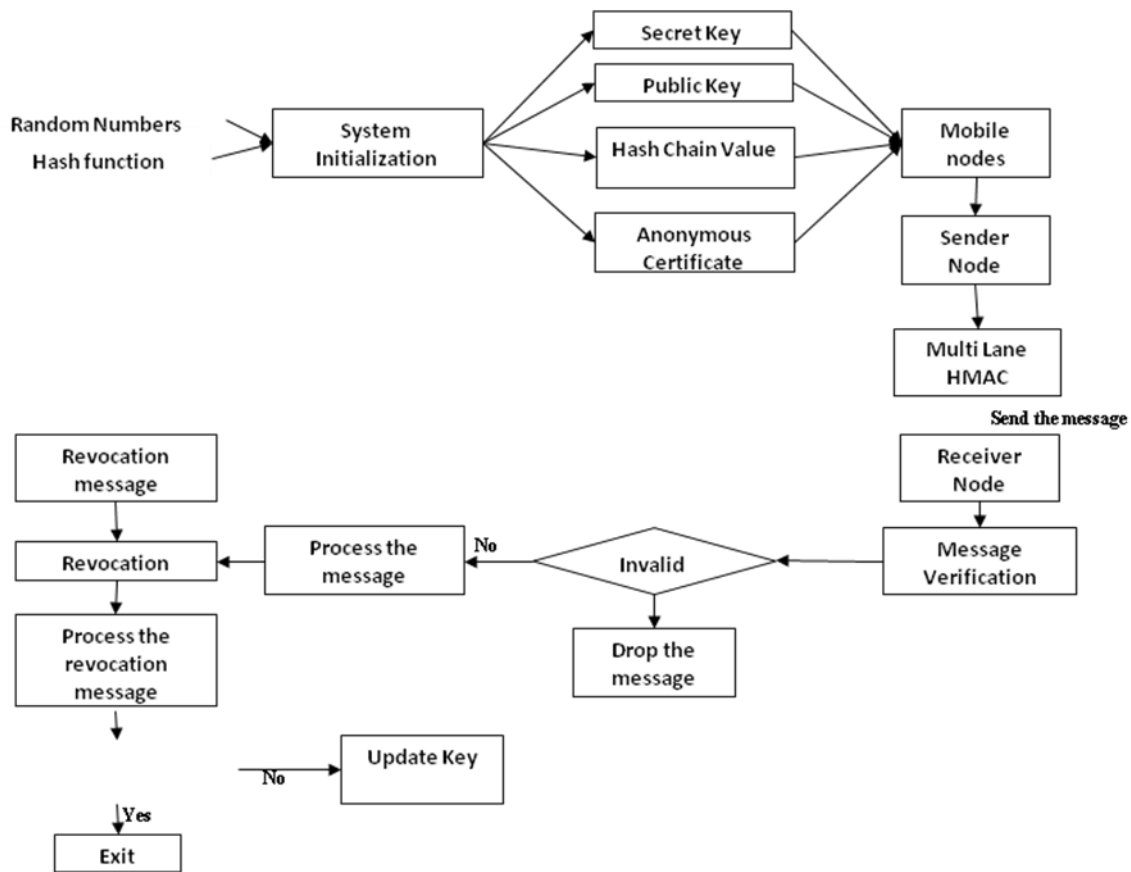 Random Numbers
Hash function
System
Initialization
Secret Key
Public Key
Hash Chain Value
Anonymous
Certificate
Mobile
nodes
Sender
Node
Multi Lane
HMAC
Send the message
Receiver
Node
Message
Verification
Invalid
No
Drop the
message
Process the
message
Revocation
message
Revocation
Process the
revocation
message
No
Update Key
Yes
Exit